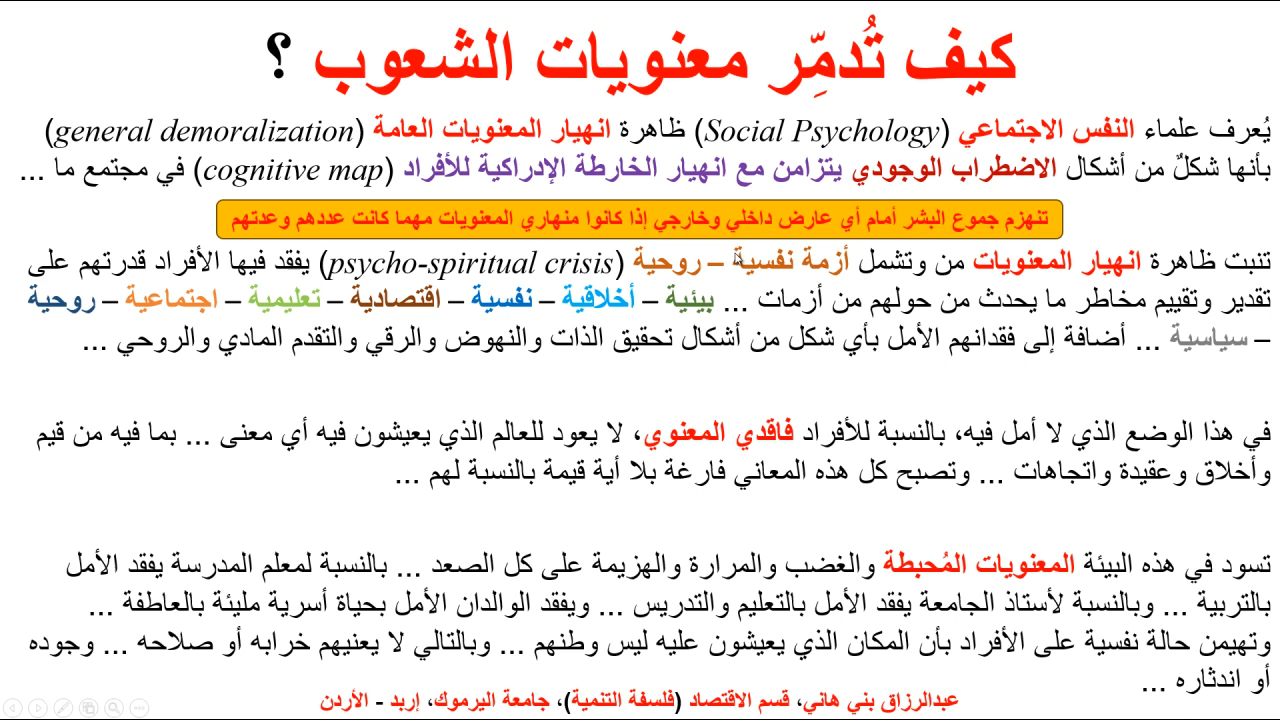 كيف تُدمِّر معنويات الشعوب ؟
يُعرف علماء النفس الاجتماعي (Social Psychology) ظاهرة انهيار المعنويات العامة (general demoralization)
بأنها شكلٌ من أشكال الاضطراب الوجودي يتزامن مع انهيار الخارطة الإدراكية للأفراد (cognitive map) في مجتمع ما ...
تنهزم جموع البشر أمام أي عارض داخلي وخارجي إذا كانوا منهاري المعنويات مهما كانت عددهم وعدتهم
تنبت ظاهرة انهيار المعنويات من وتشمل أزمة نفسية – روحية (psycho-spiritual crisis) يفقد فيها الأفراد قدرتهم على
تقدير وتقييم مخاطر ما يحدث من حولهم من أزمات ... بيئية – أخلاقية – نفسية – اقتصادية – تعليمية – اجتماعية – روحية
– سياسية ... أضافة إلى فقدانهم الأمل بأي شكل من أشكال تحقيق الذات والنهوض والرقي والتقدم المادي والروحي ...
في هذا الوضع الذي لا أمل فيه، بالنسبة للأفراد فاقدي المعنوي، لا يعود للعالم الذي يعيشون فيه أي معنى ... بما فيه من قيم
وأخلاق وعقيدة واتجاهات ... وتصبح كل هذه المعاني فارغة بلا أية قيمة بالنسبة لهم ...
تسود في هذه البيئة المعنويات المُحبطة والغضب والمرارة والهزيمة على كل الصعد ... بالنسبة لمعلم المدرسة يفقد الأمل
بالتربية ... وبالنسبة لأستاذ الجامعة يفقد الأمل بالتعليم والتدريس ... ويفقد الوالدان الأمل بحياة أسرية مليئة بالعاطفة ...
وتهيمن حالة نفسية على الأفراد بأن المكان الذي يعيشون عليه ليس وطنهم ... وبالتالي لا يعنيهم خرابه أو صلاحه ... وجوده
أو اندثاره ...
عبدالرزاق بني هاني، قسم الاقتصاد (فلسفة التنمية)، جامعة اليرموك، إربد - الأردن